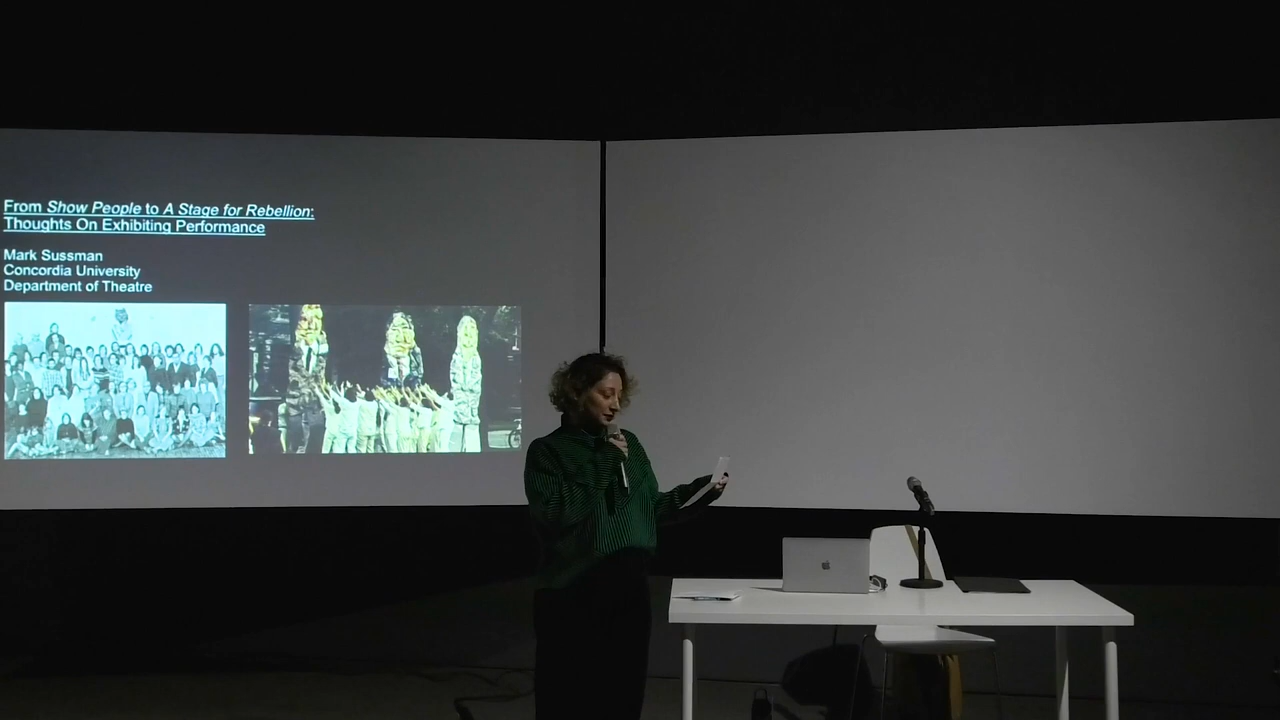 From Show People to A Stage for Rebellion:
Thoughts On Exhibiting Performance
Mark Sussman
Concordia University
Department of Theatre